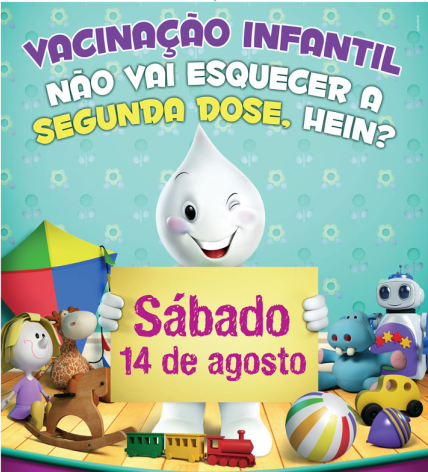 VACINAÇÃO INFANTIL
NÃO VAI ESQUECER A
SEGUNDA DOSE, HEIN?
Sábado
14 de agosto